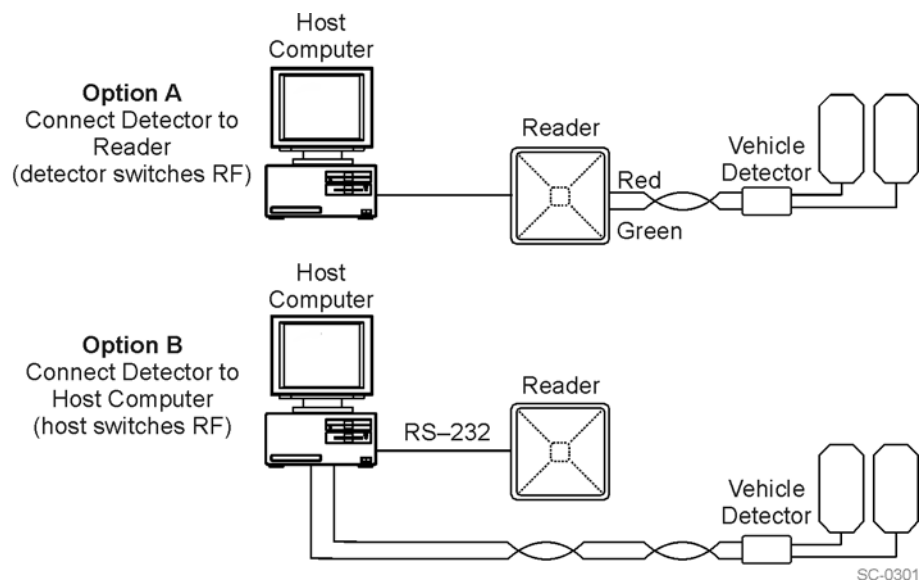 Host
Computer
Option A
Connect Detector to
Reader
(detector switches RF)
Reader
Red
Green
Vehicle
Detector
Host
Computer
Option B
Connect Detector to
Host Computer
(host switches RF)
RS–232
Reader
Vehicle
Detector
SC-0301